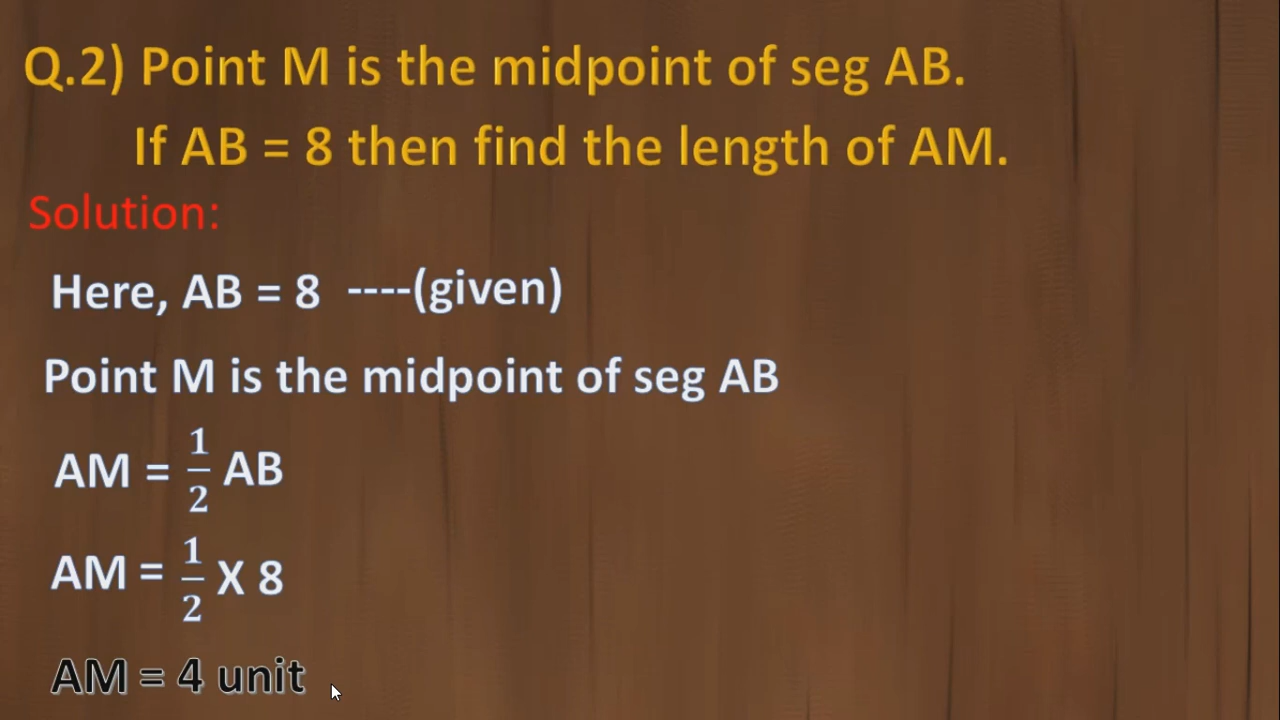 Q.2) Point M is the midpoint of seg AB.
If AB = 8 then find the length of AM.
Solution:
Here, AB = 8 ----(given)
Point M is the midpoint of seg AB
AM = 1/2 AB
AM = 1/2 X 8
AM = 4 unit